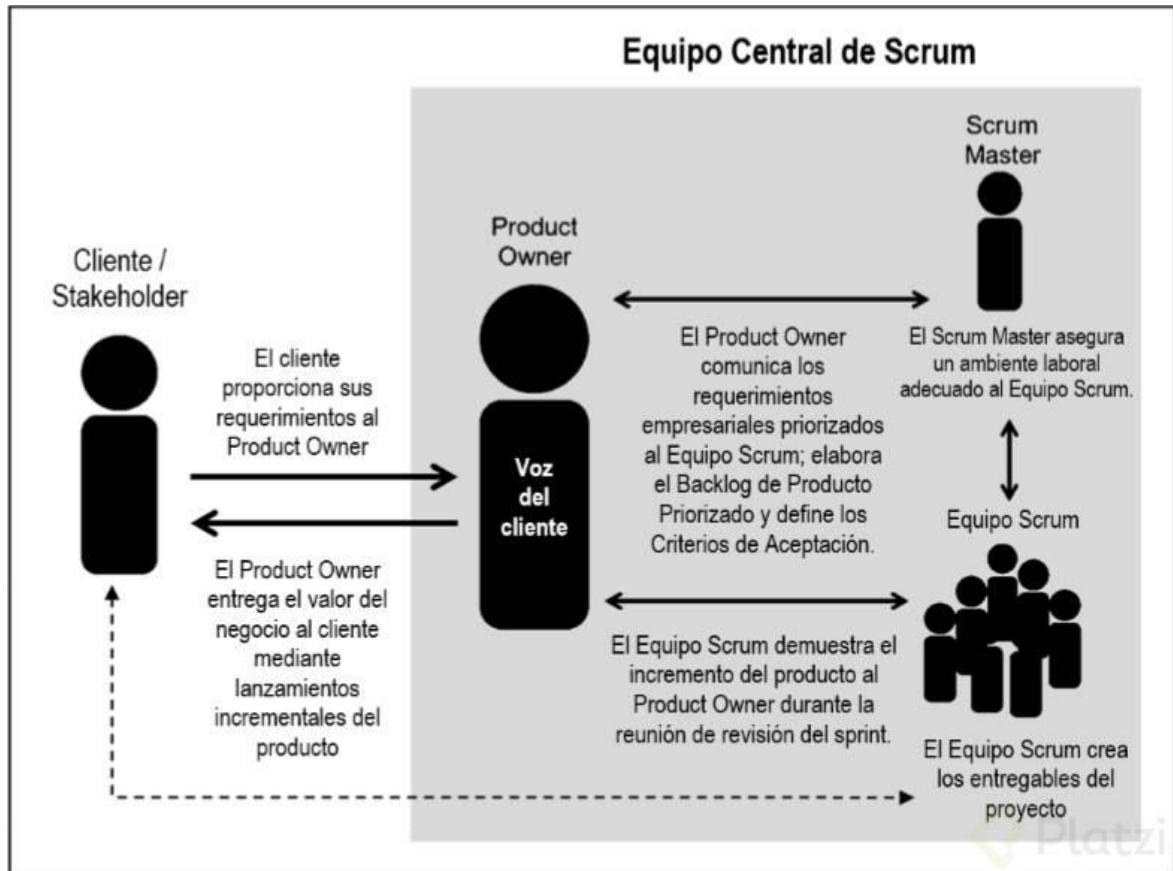 Equipo Central de Scrum
Scrum
Master
Product
Owner
Cliente /
Stakeholder
El cliente
proporciona sus
requerimientos al
Product Owner
Voz
del
cliente
El Product Owner
entrega el valor del
negocio al cliente
mediante
lanzamientos
incrementales del
producto
El Product Owner
comunica los
requerimientos
empresariales priorizados
al Equipo Scrum; elabora
el Backlog de Producto
Priorizado y define los
Criterios de Aceptación.
El Scrum Master asegura
un ambiente laboral
adecuado al Equipo Scrum.
Equipo Scrum
El Equipo Scrum demuestra el
incremento del producto al
Product Owner durante la
reunión de revisión del sprint.
El Equipo Scrum crea
los entregables del
proyecto
Platzi